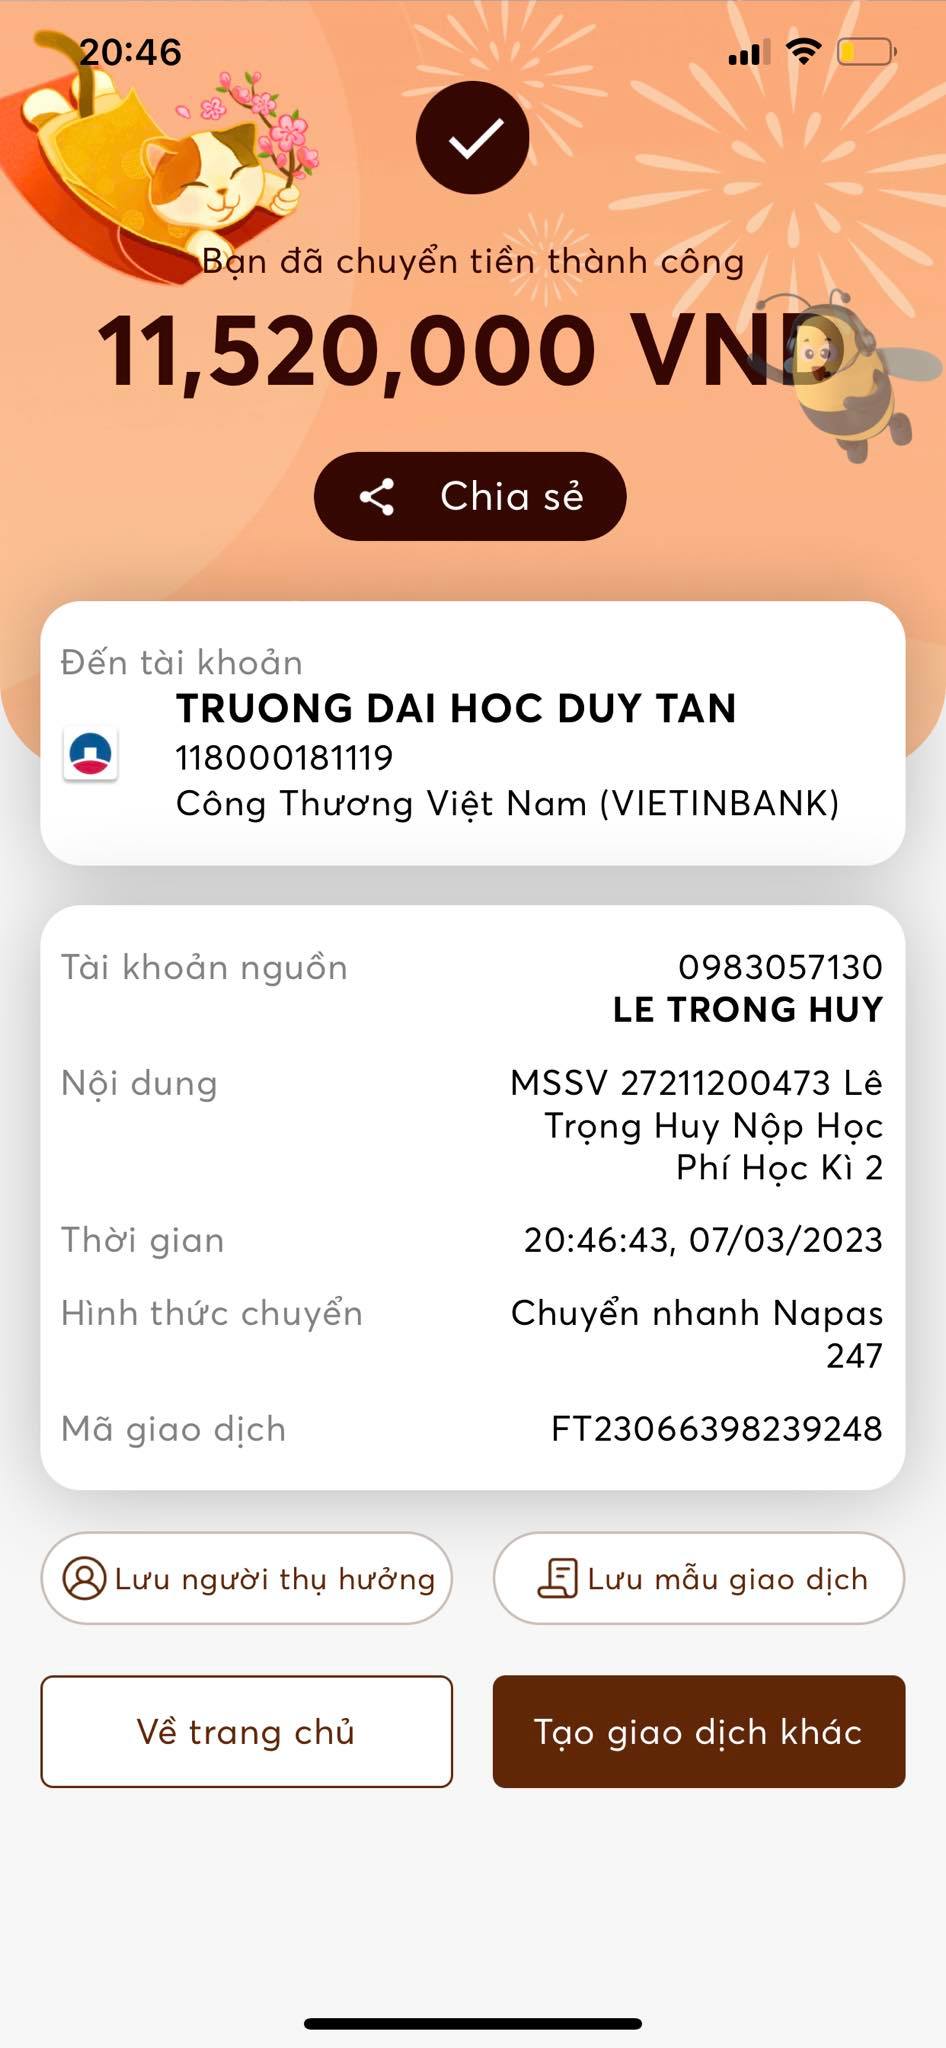 20:46
Bạn đã chuyển tiền thành công
11,520,000 VND
Chia sẻ
Đến tài khoản
TRUONG DAI HOC DUY TAN
118000181119
Công Thương Việt Nam (VIETINBANK)
Tài khoản nguồn
0983057130
LE TRONG HUY
Nội dung
MSSV 27211200473 Lê
Trọng Huy Nộp Học
Phí Học Kì 2
Thời gian
20:46:43, 07/03/2023
Hình thức chuyển
Chuyển nhanh Napas
247
Mã giao dịch
FT23066398239248
Lưu người thụ hưởng
Lưu mẫu giao dịch
Về trang chủ
Tạo giao dịch khác